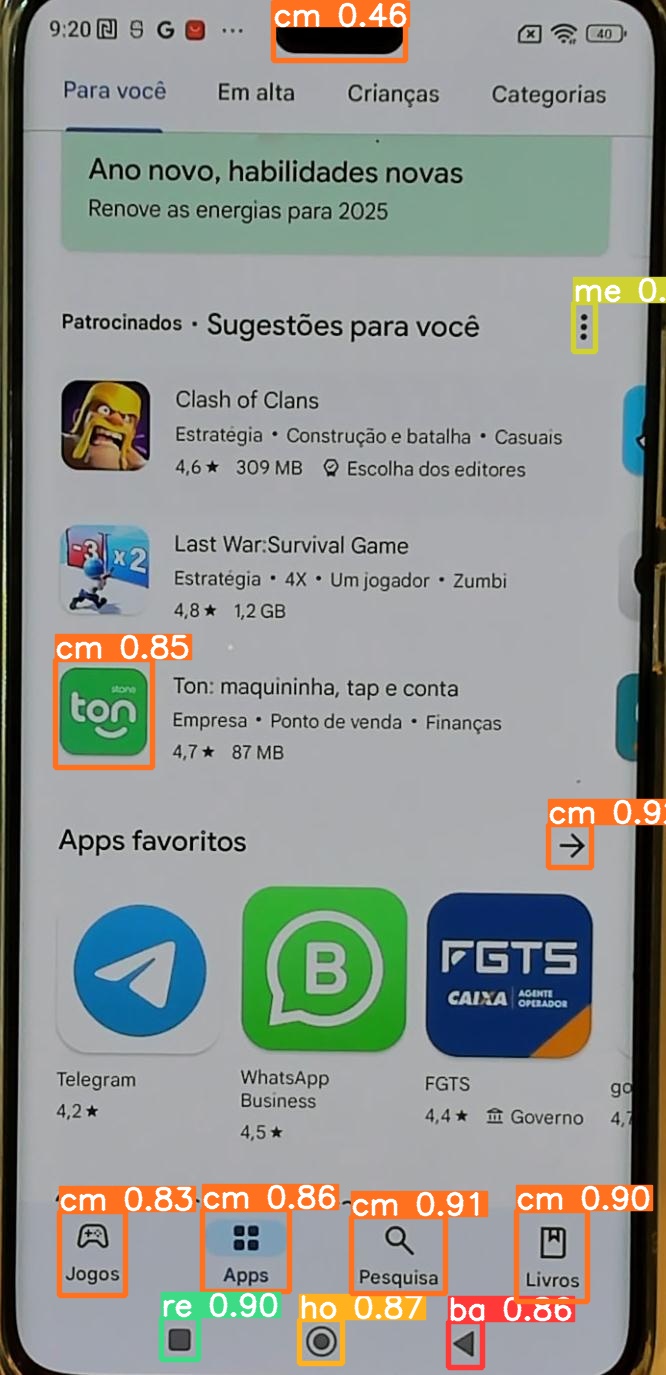 cm 0.46
9:20 G ... 40
Para você Em alta Crianças Categorias
Ano novo, habilidades novas
Renove as energias para 2025
me 0.
Patrocinados · Sugestões para você
Clash of Clans
Estratégia • Construção e batalha • Casuais
4,6★ 309 MB Escolha dos editores
-3 x2
Last War:Survival Game
Estratégia • 4X • Um jogador • Zumbi
4,8★ 1,2 GB
cm 0.85
stone
ton
Ton: maquininha, tap e conta
Empresa • Ponto de venda • Finanças
4,7★ 87 MB
cm 0.9
Apps favoritos
B
FGTS
CAIXA AGENTE OPERADOR
Telegram
4,2★
WhatsApp
Business
4,5★
FGTS
4,4★ Governo
go
4,7
cm 0.83 cm 0.86 cm 0.91 cm 0.90
Jogos Apps Pesquisa Livros
re 0.90 ho 0.87 ba 0.86